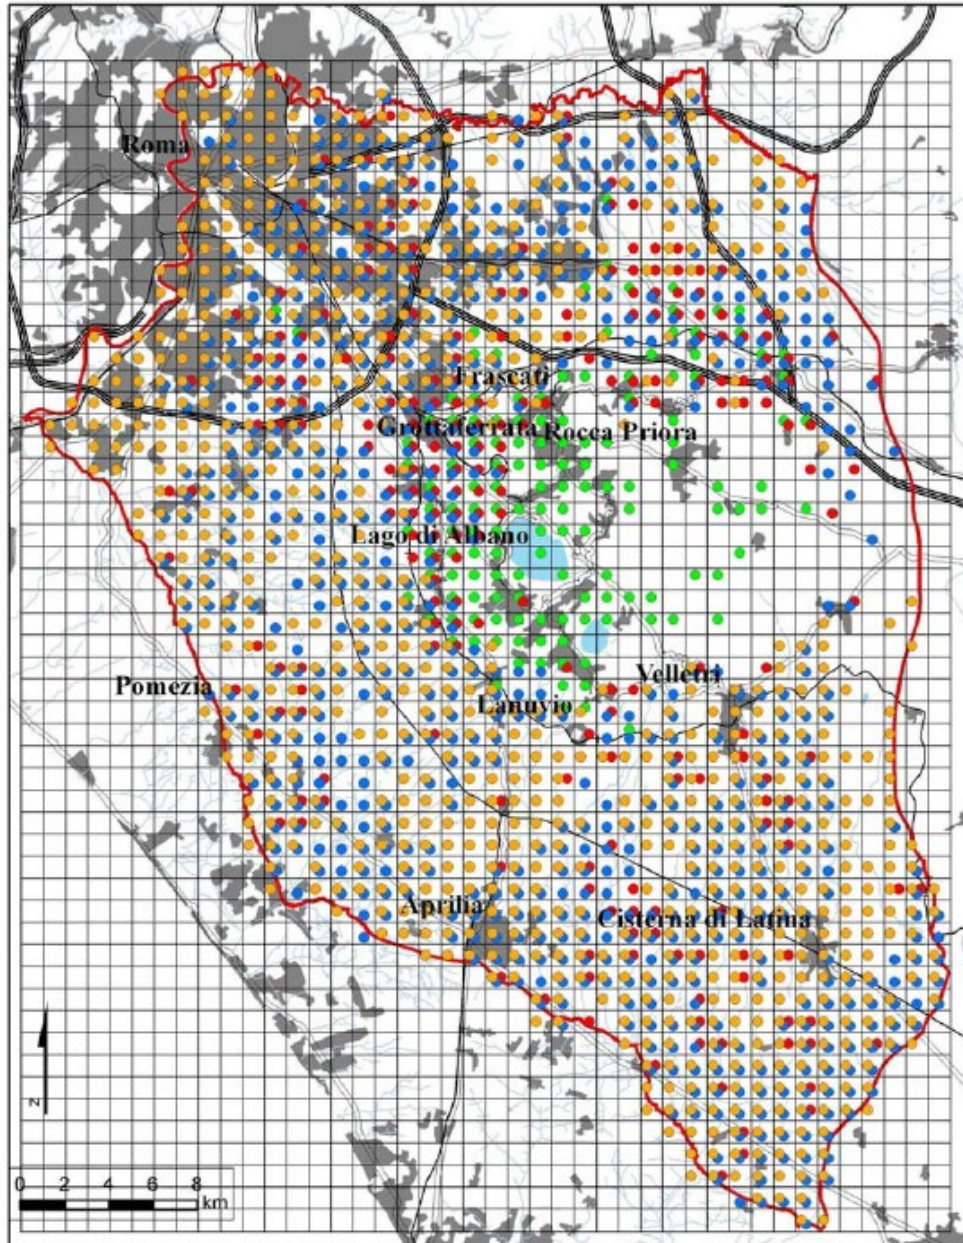 Roma
Frascati
Grottaferrata
Rocca Priora
Lago di Albano
Velletri
Pomezia
Lanuvio
Aprilia
Cisterna di Latina
N
0 2 4 6 8
km